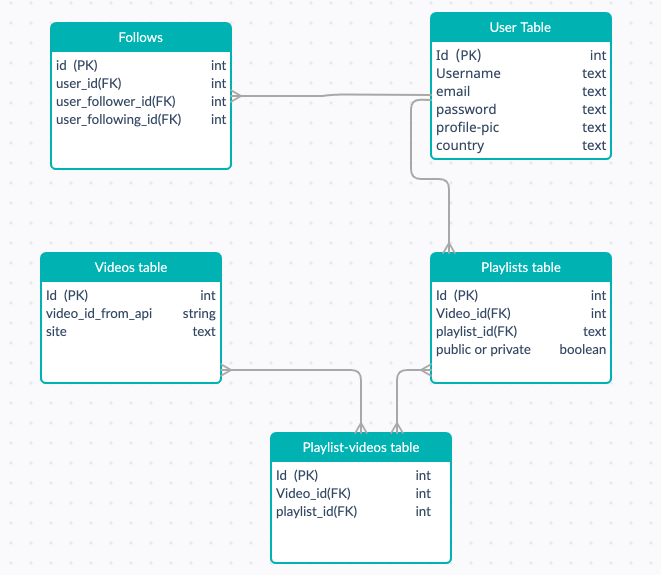 Follows
id (PK) int
user_id(FK) int
user_follower_id(FK) int
user_following_id(FK) int
User Table
Id (PK) int
Username text
email text
password text
profile-pic text
country text
Videos table
Id (PK) int
video_id_from_api string
site text
Playlists table
Id (PK) int
Video_id(FK) int
playlist_id(FK) text
public or private boolean
Playlist-videos table
Id (PK) int
Video_id(FK) int
playlist_id(FK) int